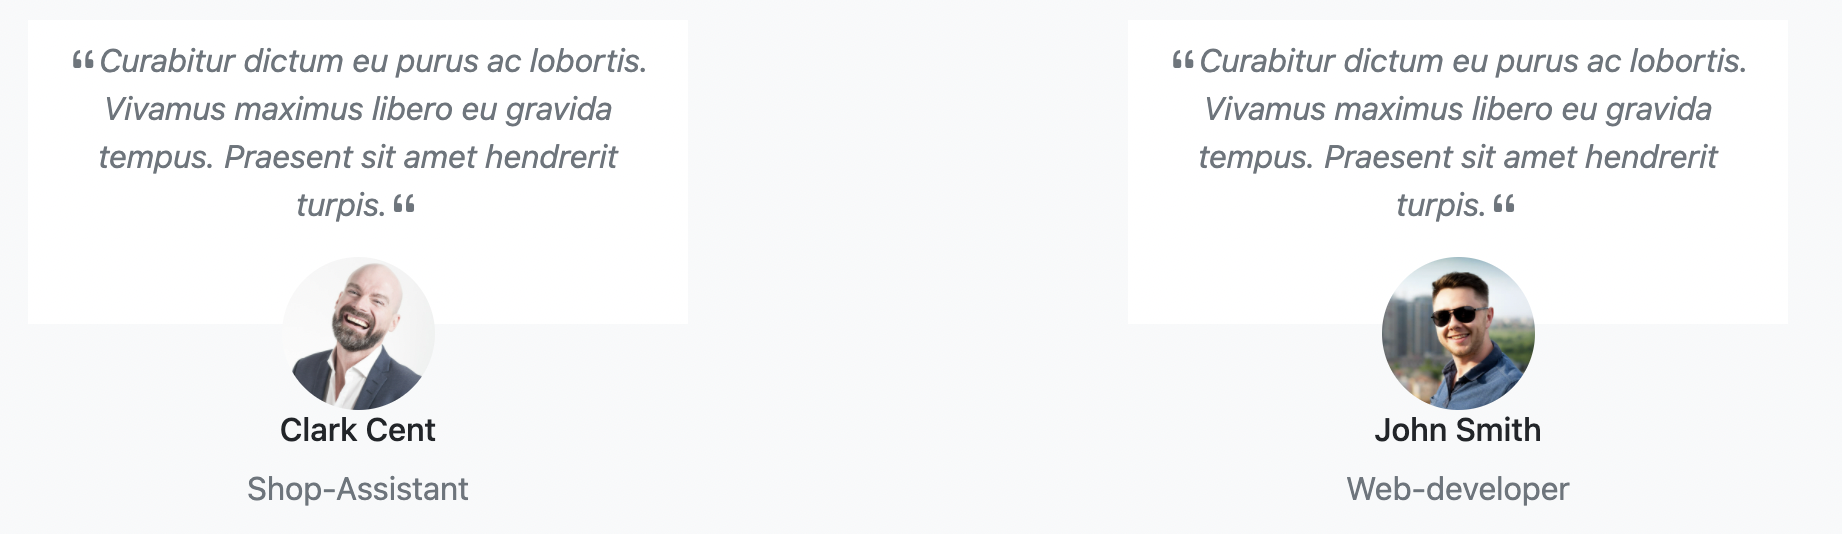 “Curabitur dictum eu purus ac lobortis.
Vivamus maximus libero eu gravida
tempus. Praesent sit amet hendrerit
turpis.“
Clark Cent
Shop-Assistant
“Curabitur dictum eu purus ac lobortis.
Vivamus maximus libero eu gravida
tempus. Praesent sit amet hendrerit
turpis.“
John Smith
Web-developer